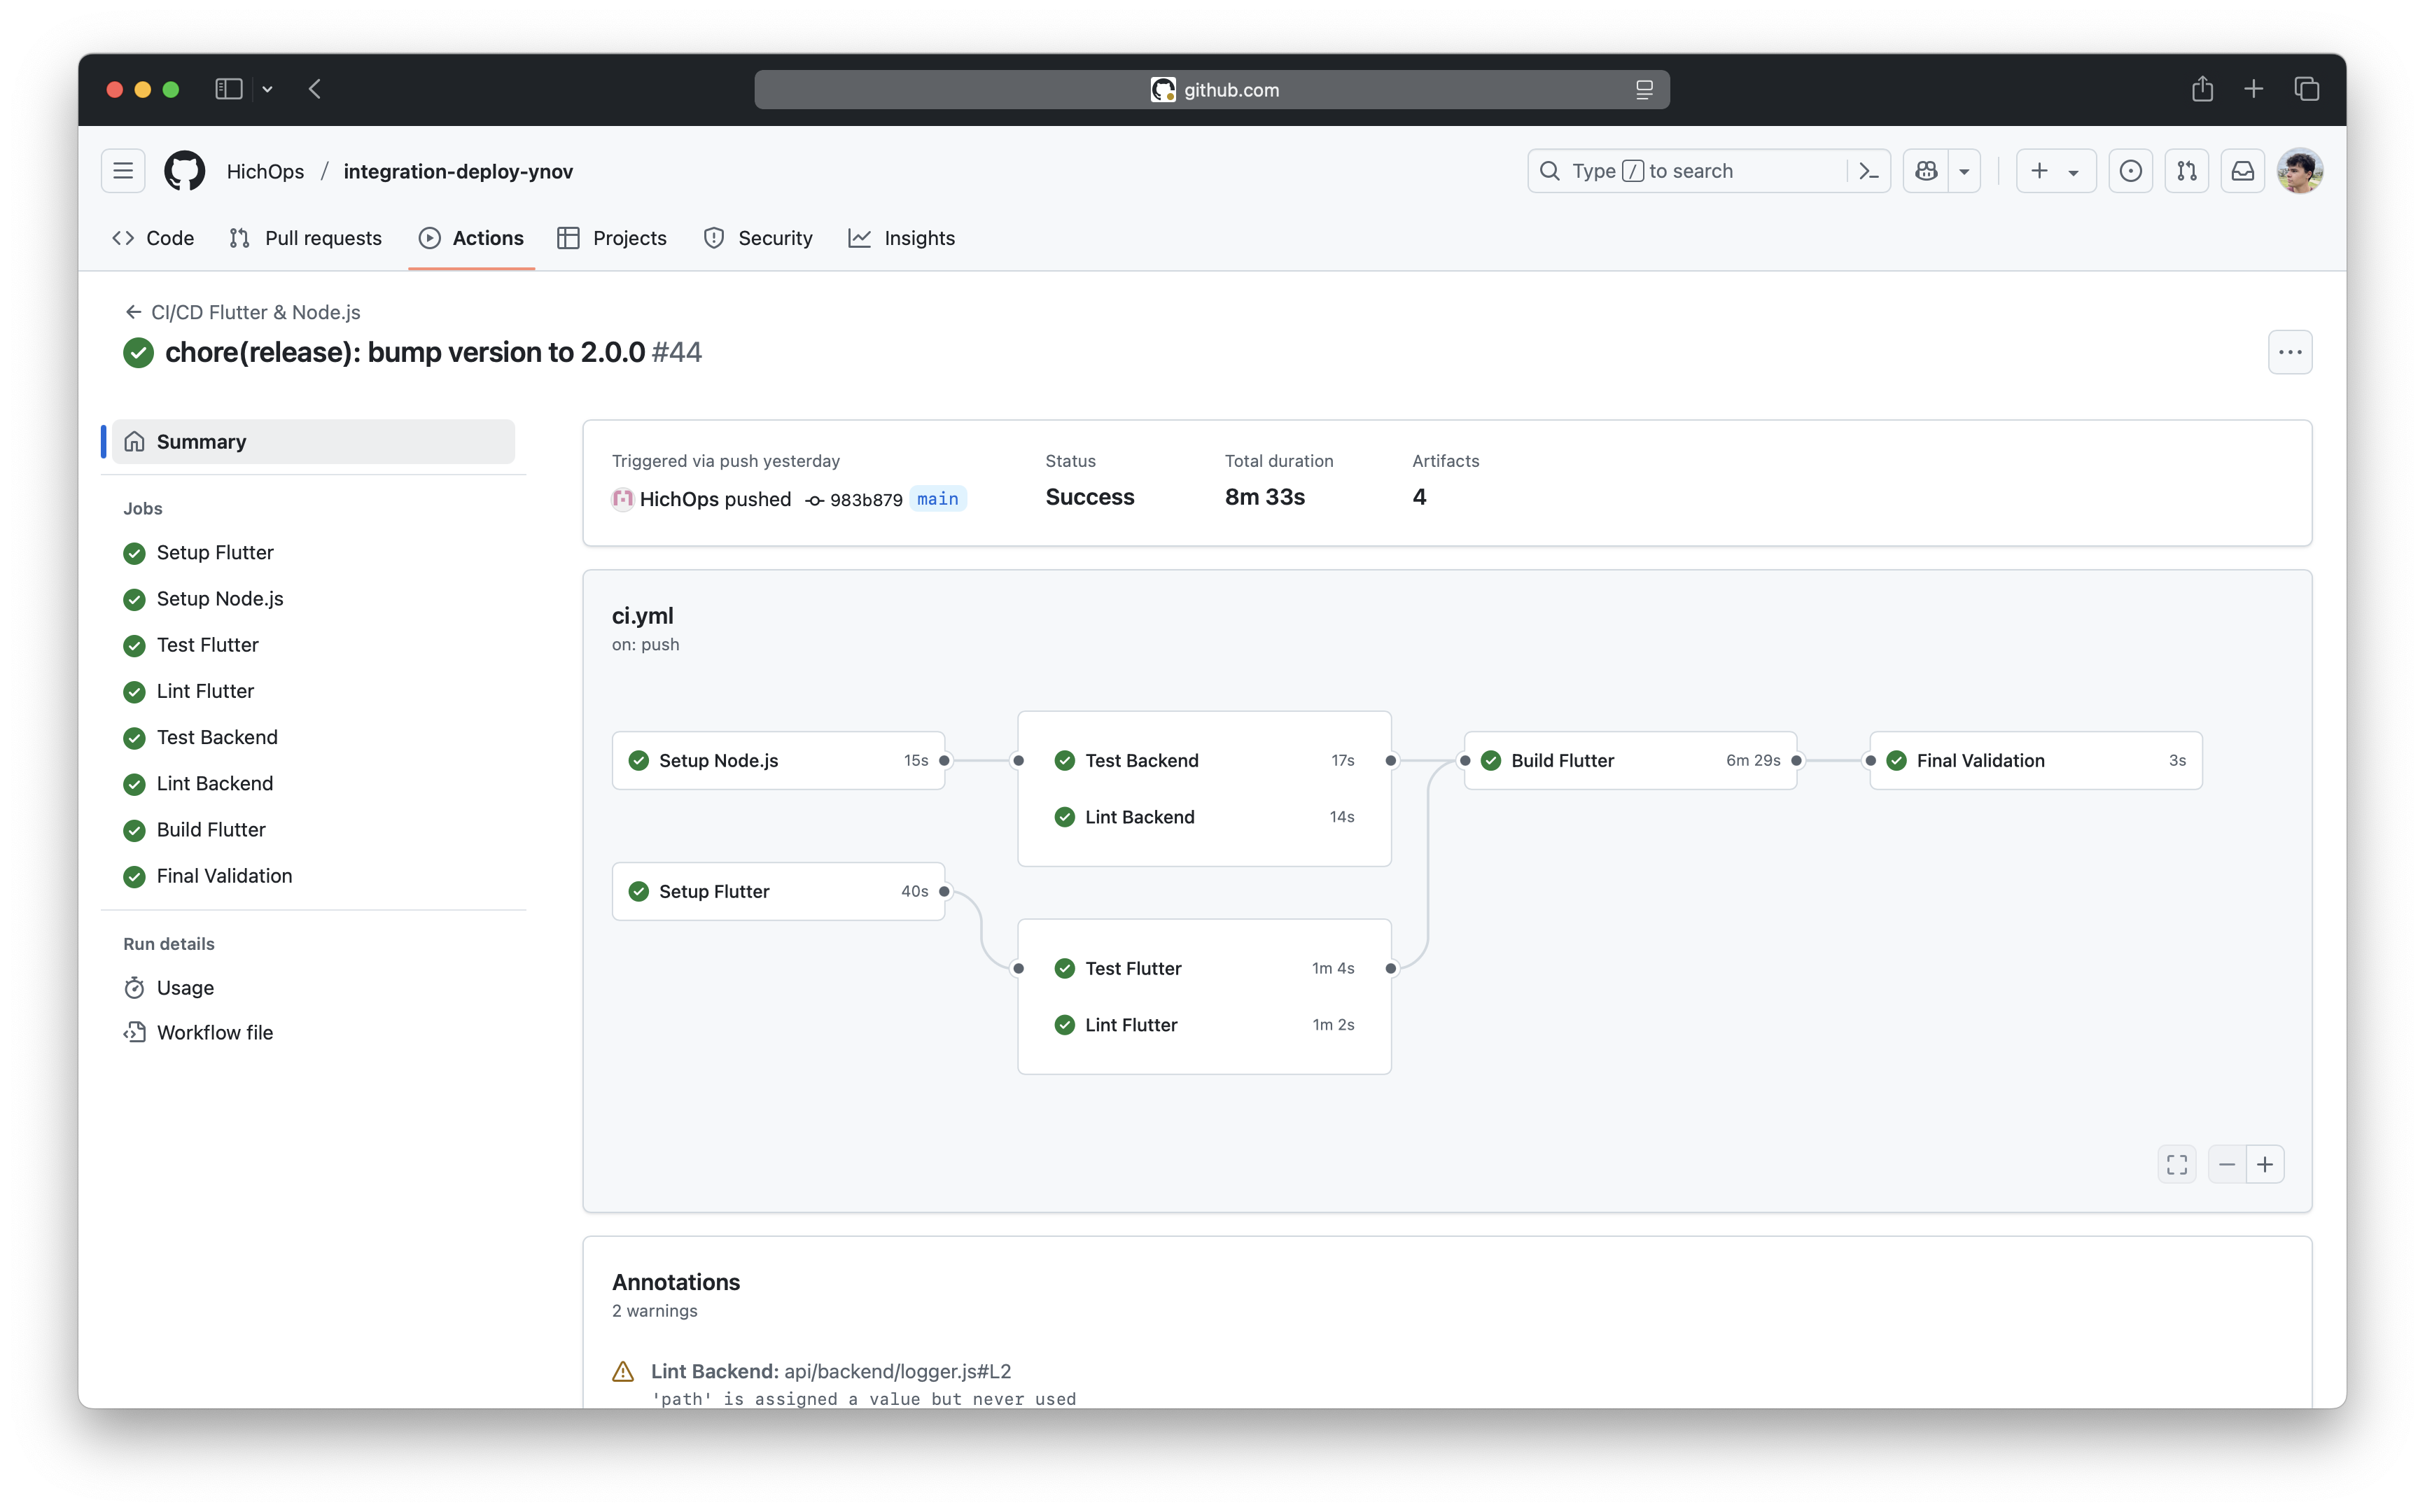 github.com
HichOps / integration-deploy-ynov
Type / to search
Code
Pull requests
Actions
Projects
Security
Insights
CI/CD Flutter & Node.js
chore(release): bump version to 2.0.0 #44
Summary
Jobs
Setup Flutter
Setup Node.js
Test Flutter
Lint Flutter
Test Backend
Lint Backend
Build Flutter
Final Validation
Run details
Usage
Workflow file
Triggered via push yesterday
HichOps pushed 983b879 main
Status
Success
Total duration
8m 33s
Artifacts
4
ci.yml
on: push
Setup Node.js 15s
Test Backend 17s
Lint Backend 14s
Build Flutter 6m 29s
Final Validation 3s
Setup Flutter 40s
Test Flutter 1m 4s
Lint Flutter 1m 2s
Annotations
2 warnings
Lint Backend: api/backend/logger.js#L2
'path' is assigned a value but never used